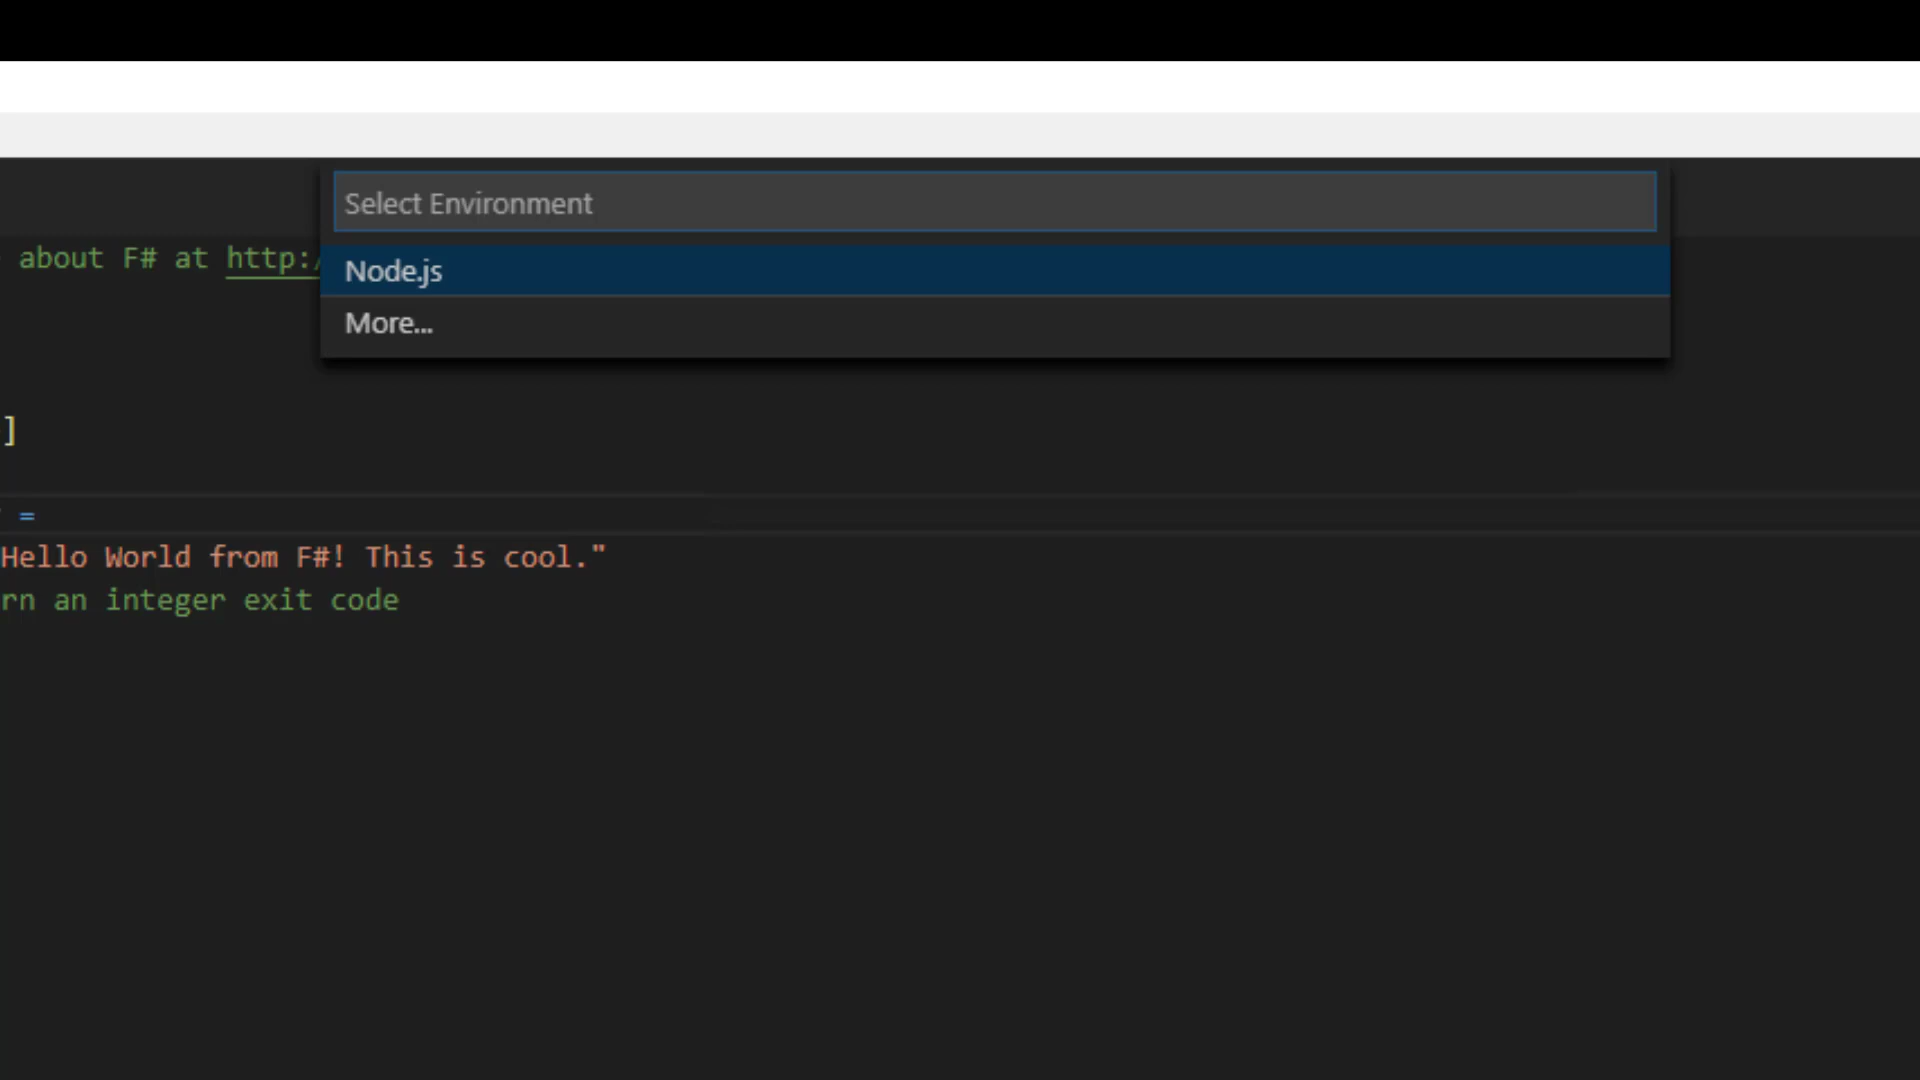 Select Environment
about F# at http:/
Node.js
More...
]
=
Hello World from F#! This is cool."
rn an integer exit code